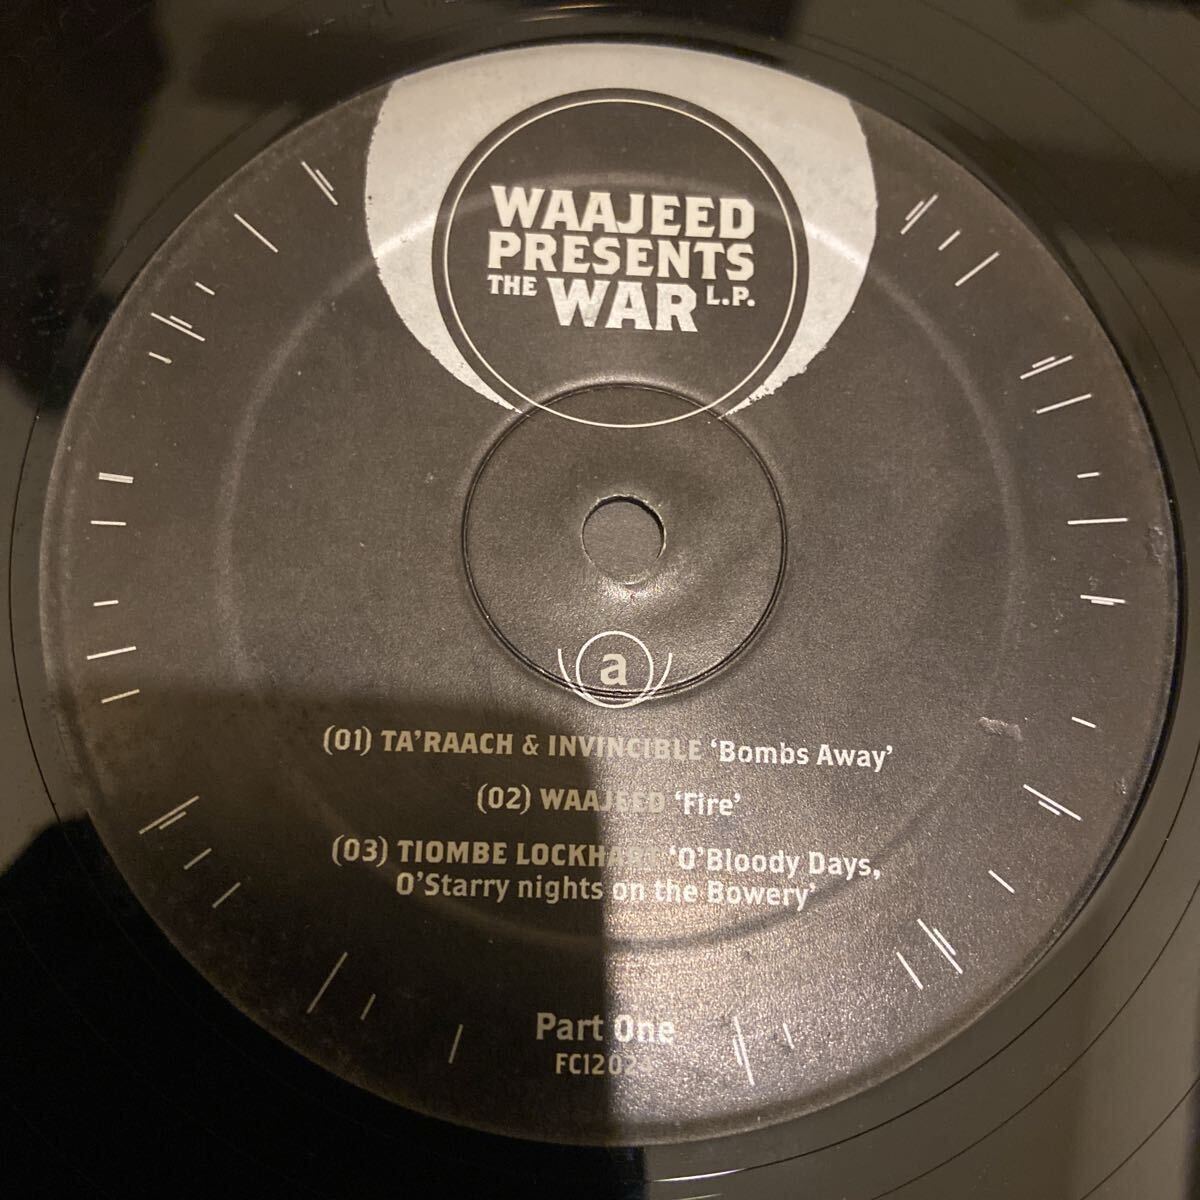 WAAJEED
PRESENTS
THE WAR L.P.
a
(01) TA'RAACH & INVINCIBLE ‘Bombs Away’
(02) WAAJEED ‘Fire’
(03) TIOMBE LOCKHART ‘O'Bloody Days,
O'Starry nights on the Bowery’
Part One
FC12024